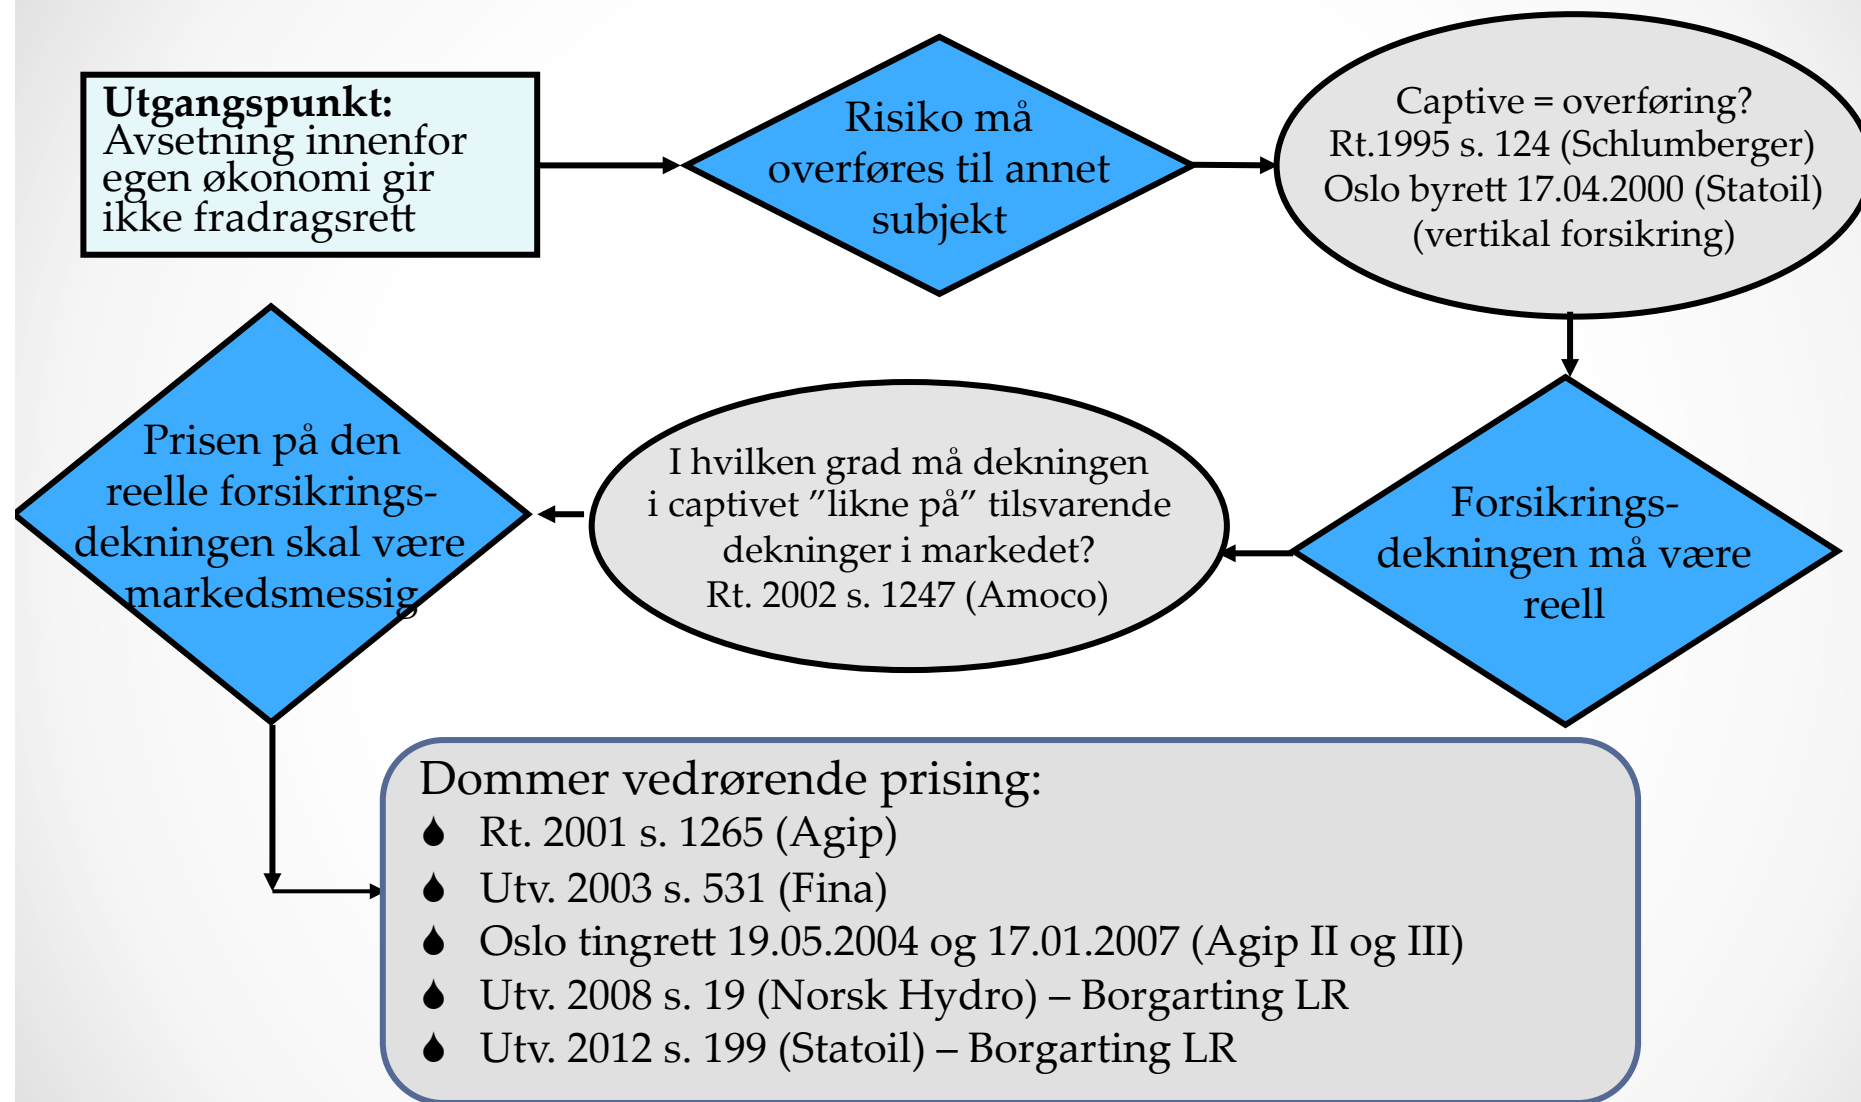 Utgangspunkt:
Avsetning innenfor
egen økonomi gir
ikke fradragsrett
Risiko må
overføres til annet
subjekt
Captive = overføring?
Rt.1995 s. 124 (Schlumberger)
Oslo byrett 17.04.2000 (Statoil)
(vertikal forsikring)
Forsikrings-
dekningen må være
reell
I hvilken grad må dekningen
i captivet ”likne på” tilsvarende
dekninger i markedet?
Rt. 2002 s. 1247 (Amoco)
Prisen på den
reelle forsikrings-
dekningen skal være
markedsmessig
Dommer vedrørende prising:
Rt. 2001 s. 1265 (Agip)
Utv. 2003 s. 531 (Fina)
Oslo tingrett 19.05.2004 og 17.01.2007 (Agip II og III)
Utv. 2008 s. 19 (Norsk Hydro) – Borgarting LR
Utv. 2012 s. 199 (Statoil) – Borgarting LR